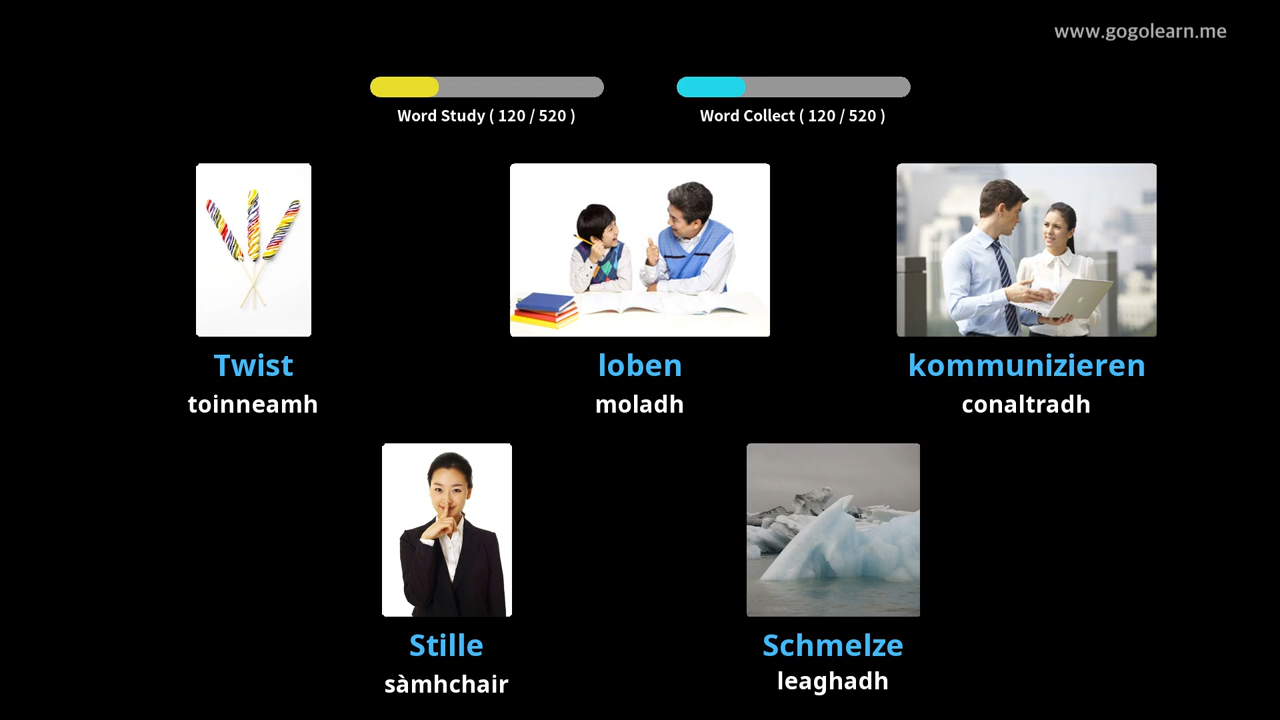 www.gogolearn.me
Word Study ( 120 / 520 )
Word Collect ( 120 / 520 )
Twist
toinneamh
loben
moladh
kommunizieren
conaltradh
Stille
sàmhchair
Schmelze
leaghadh